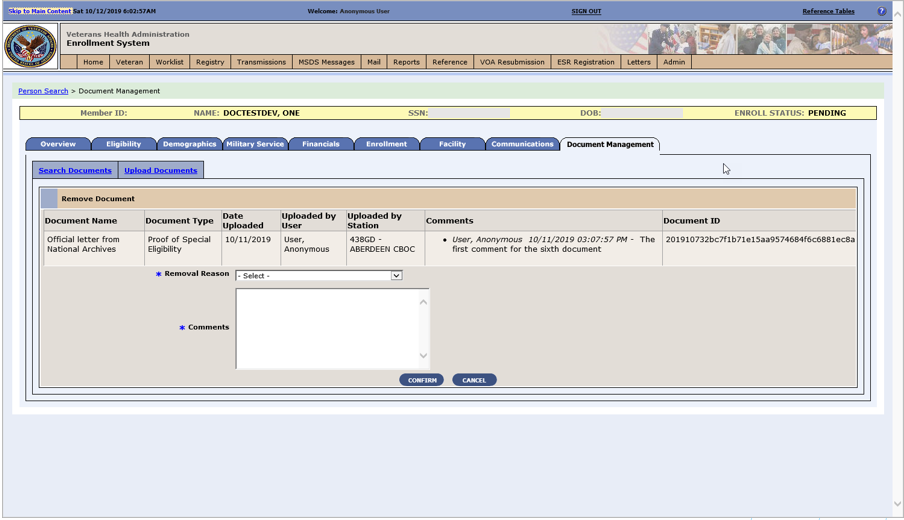 Skip to Main Content Sat 10/12/2019 6:02:57AM Welcome: Anonymous User SIGN OUT Reference Tables ?
Veterans Health Administration
Enrollment System
Home Veteran Worklist Registry Transmissions MSDS Messages Mail Reports Reference VOA Resubmission ESR Registration Letters Admin
Person Search > Document Management
Member ID: NAME: DOCTESTDEV, ONE SSN: DOB: ENROLL STATUS: PENDING
Overview Eligibility Demographics Military Service Financials Enrollment Facility Communications Document Management
Search Documents Upload Documents
Remove Document
Document Name Document Type Date Uploaded Uploaded by User Uploaded by Station Comments Document ID
Official letter from National Archives Proof of Special Eligibility 10/11/2019 User, Anonymous 438GD - ABERDEEN CBOC • User, Anonymous 10/11/2019 03:07:57 PM - The first comment for the sixth document 201910732bc7f1b71e15aa9574684f6c6881ec8a
* Removal Reason - Select -
* Comments
CONFIRM CANCEL